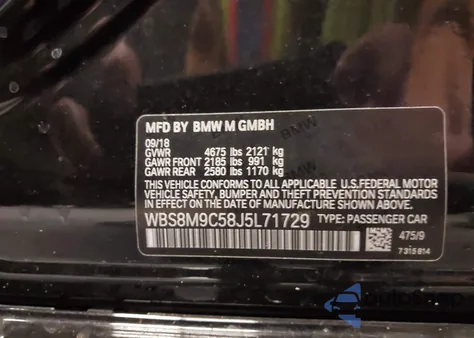 MFD BY BMW M GMBH
09/18
GVWR 4675 lbs 2121 kg
GAWR FRONT 2185 lbs 991 kg
GAWR REAR 2580 lbs 1170 kg
THIS VEHICLE CONFORMS TO ALL APPLICABLE U.S.FEDERAL MOTOR
VEHICLE SAFETY, BUMPER AND THEFT PREVENTION STANDARDS
IN EFFECT ON THE DATE OF MANUFACTURE SHOWN ABOVE.
WBS8M9C58J5L71729 TYPE: PASSENGER CAR
475/9
7315814